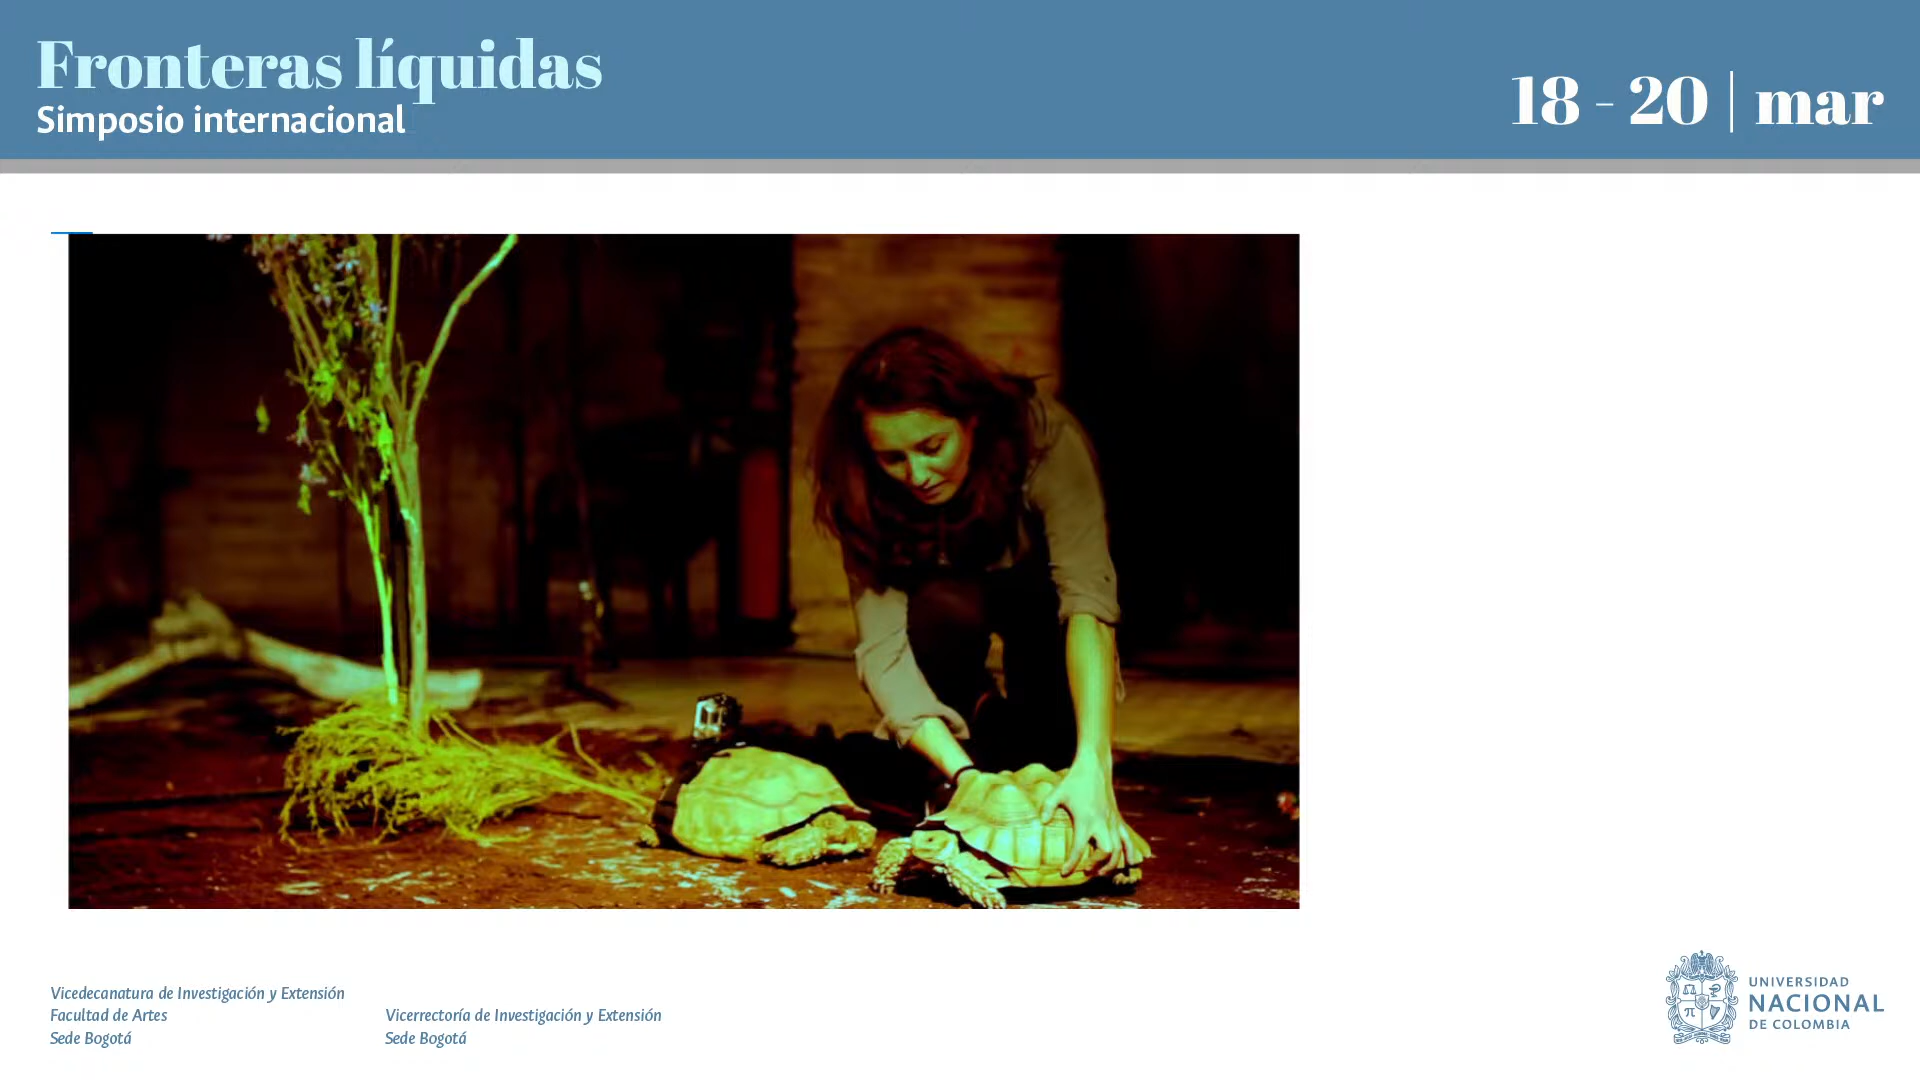 Fronteras líquidas
Simposio internacional
18 - 20 | mar
Vicedecanatura de Investigación y Extensión
Facultad de Artes
Sede Bogotá
Vicerrectoría de Investigación y Extensión
Sede Bogotá
UNIVERSIDAD
NACIONAL
DE COLOMBIA